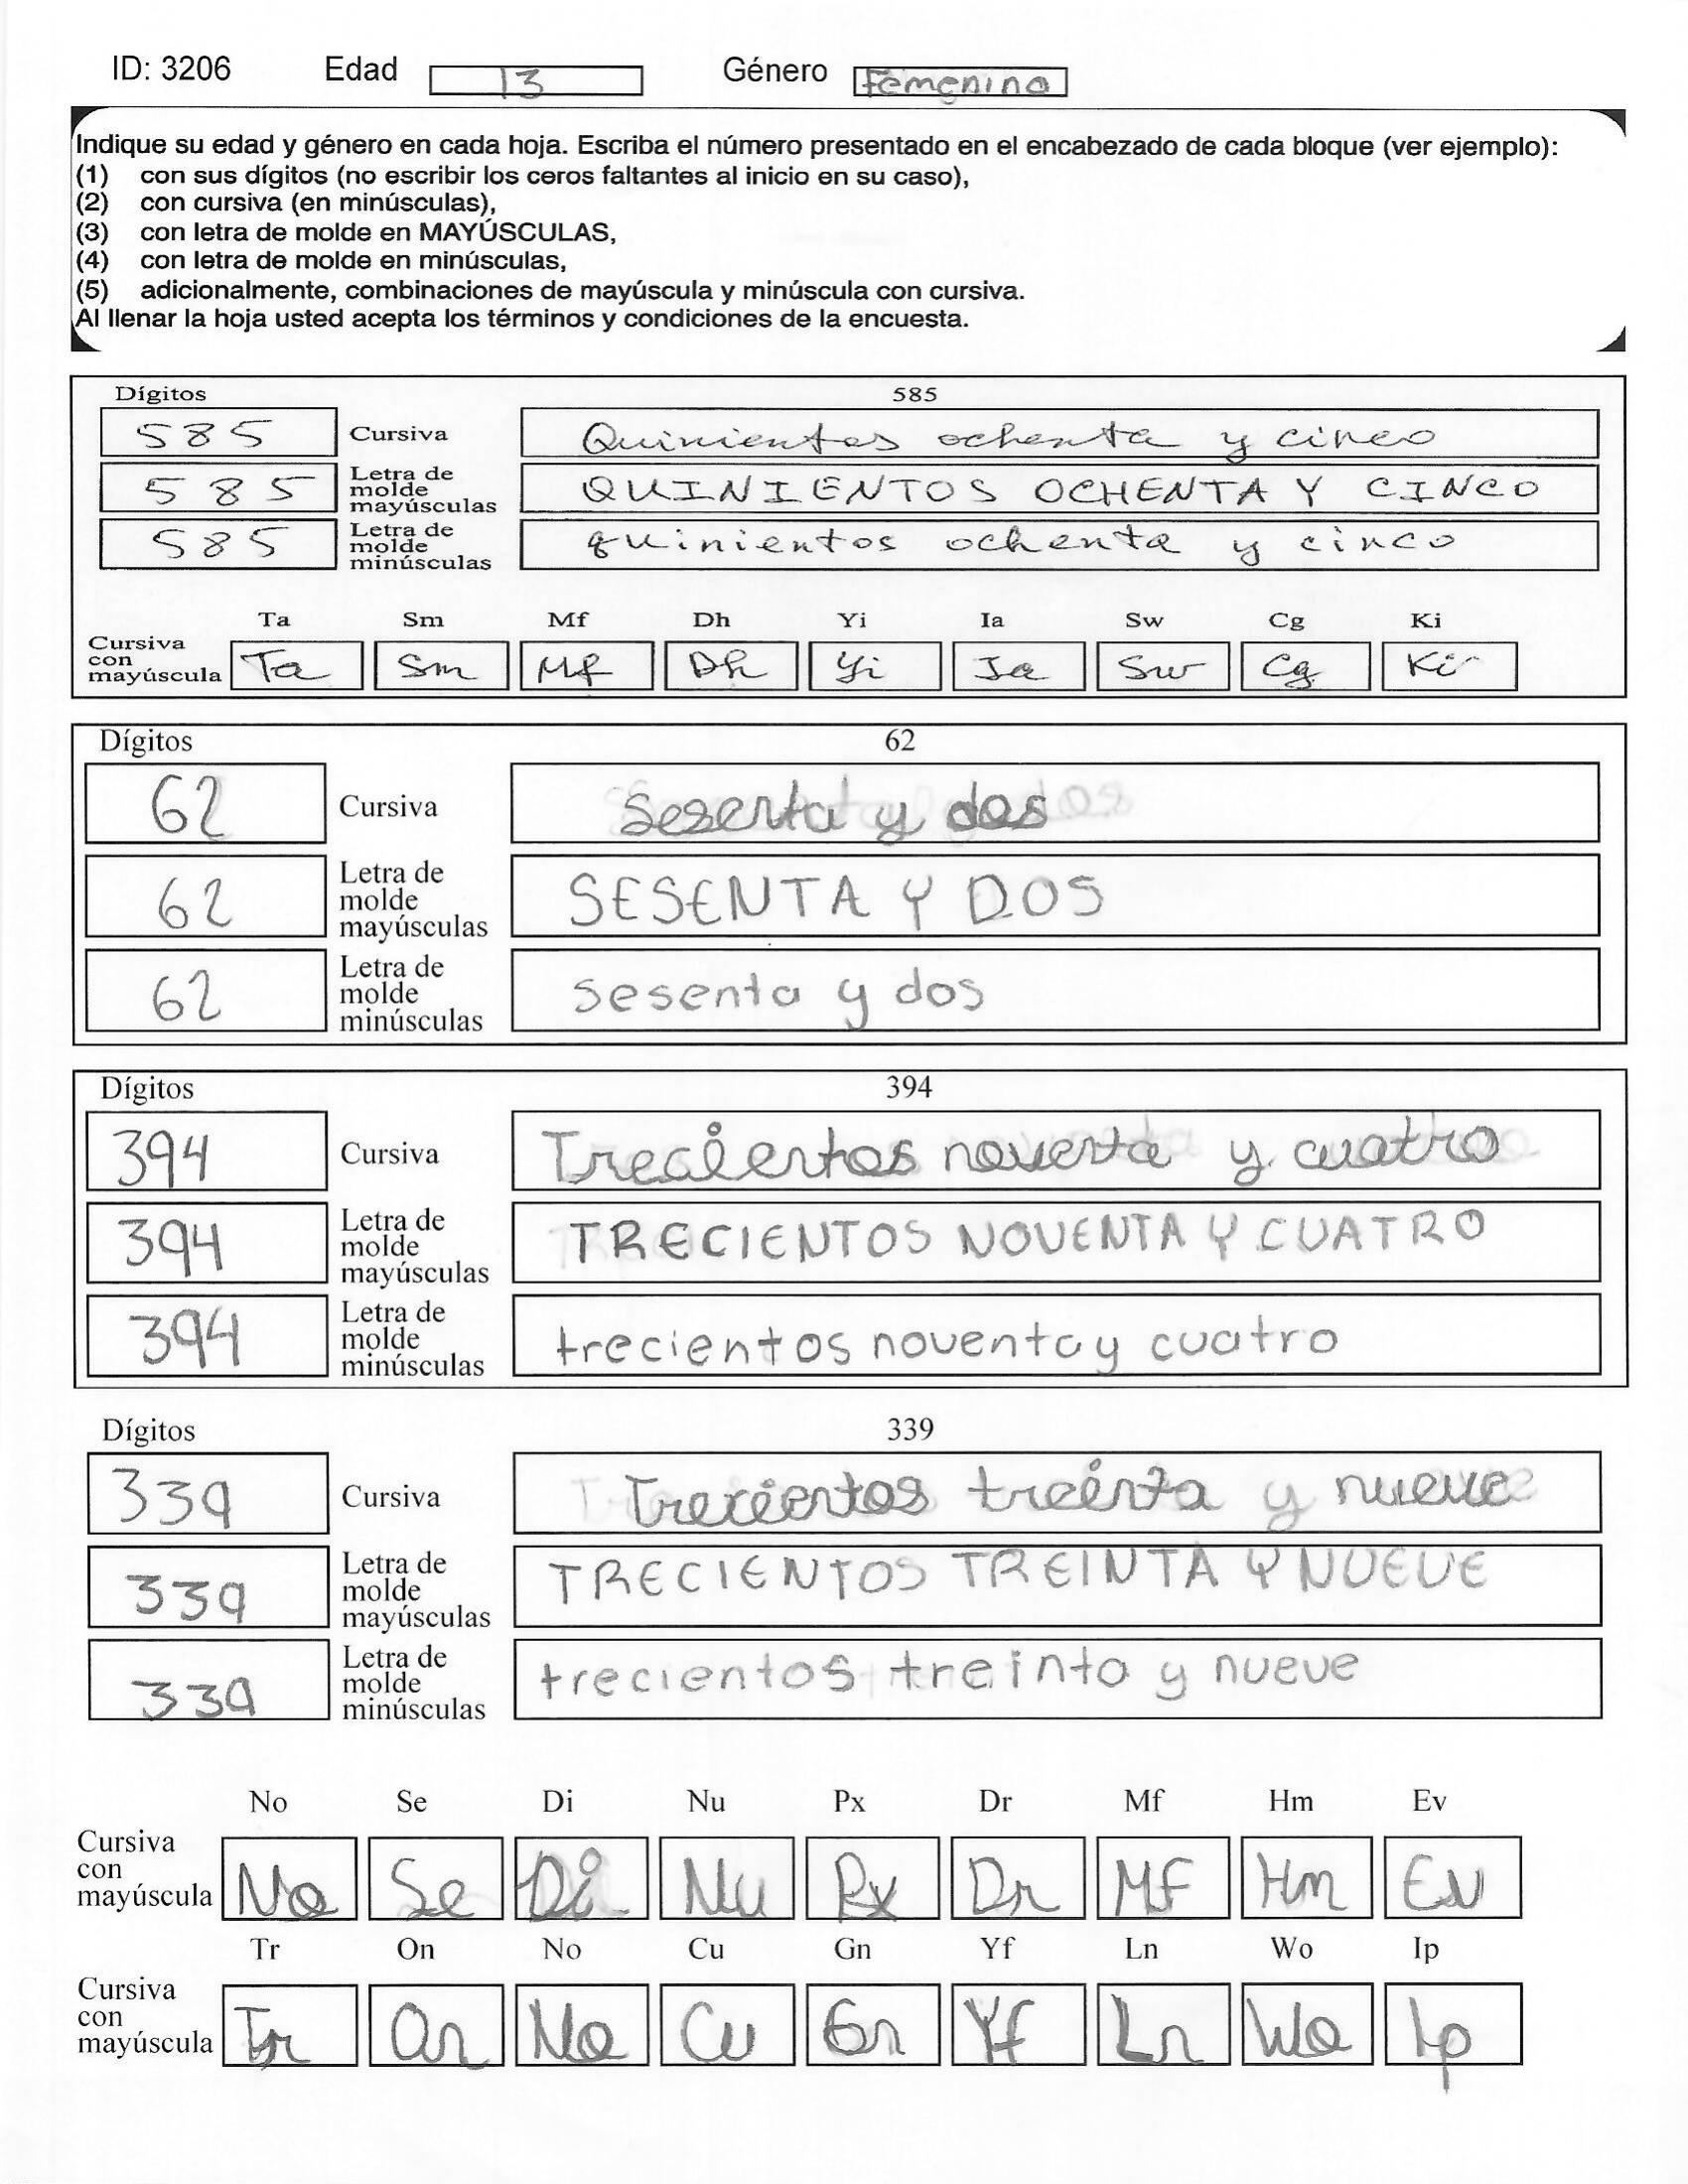 ID: 3206 Edad 13 Género Femenino
Indique su edad y género en cada hoja. Escriba el número presentado en el encabezado de cada bloque (ver ejemplo):
(1) con sus dígitos (no escribir los ceros faltantes al inicio en su caso),
(2) con cursiva (en minúsculas),
(3) con letra de molde en MAYÚSCULAS,
(4) con letra de molde en minúsculas,
(5) adicionalmente, combinaciones de mayúscula y minúscula con cursiva.
Al llenar la hoja usted acepta los términos y condiciones de la encuesta.
Dígitos 585
585 Cursiva Quinientos ochenta y cinco
585 Letra de molde mayúsculas QUINIENTOS OCHENTA Y CINCO
585 Letra de molde minúsculas quinientos ochenta y cinco
Ta Sm Mf Dh Yi Ia Sw Cg Ki
Cursiva con mayúscula Ta Sm Mf Dh Yi Ia Sw Cg Ki
Dígitos 62
62 Cursiva Sesenta y dos
62 Letra de molde mayúsculas SESENTA Y DOS
62 Letra de molde minúsculas sesenta y dos
Dígitos 394
394 Cursiva Trecientos noventa y cuatro
394 Letra de molde mayúsculas TRECIENTOS NOVENTA Y CUATRO
394 Letra de molde minúsculas trecientos noventa y cuatro
Dígitos 339
339 Cursiva Trecientos treinta y nueve
339 Letra de molde mayúsculas TRECIENTOS TREINTA Y NUEVE
339 Letra de molde minúsculas trecientos treinta y nueve
No Se Di Nu Px Dr Mf Hm Ev
Cursiva con mayúscula No Se Di Nu Px Dr MF Hm Ev
Tr On No Cu Gn Yf Ln Wo Ip
Cursiva con mayúscula Tr On No Cu Gn Yf Ln Wo Ip